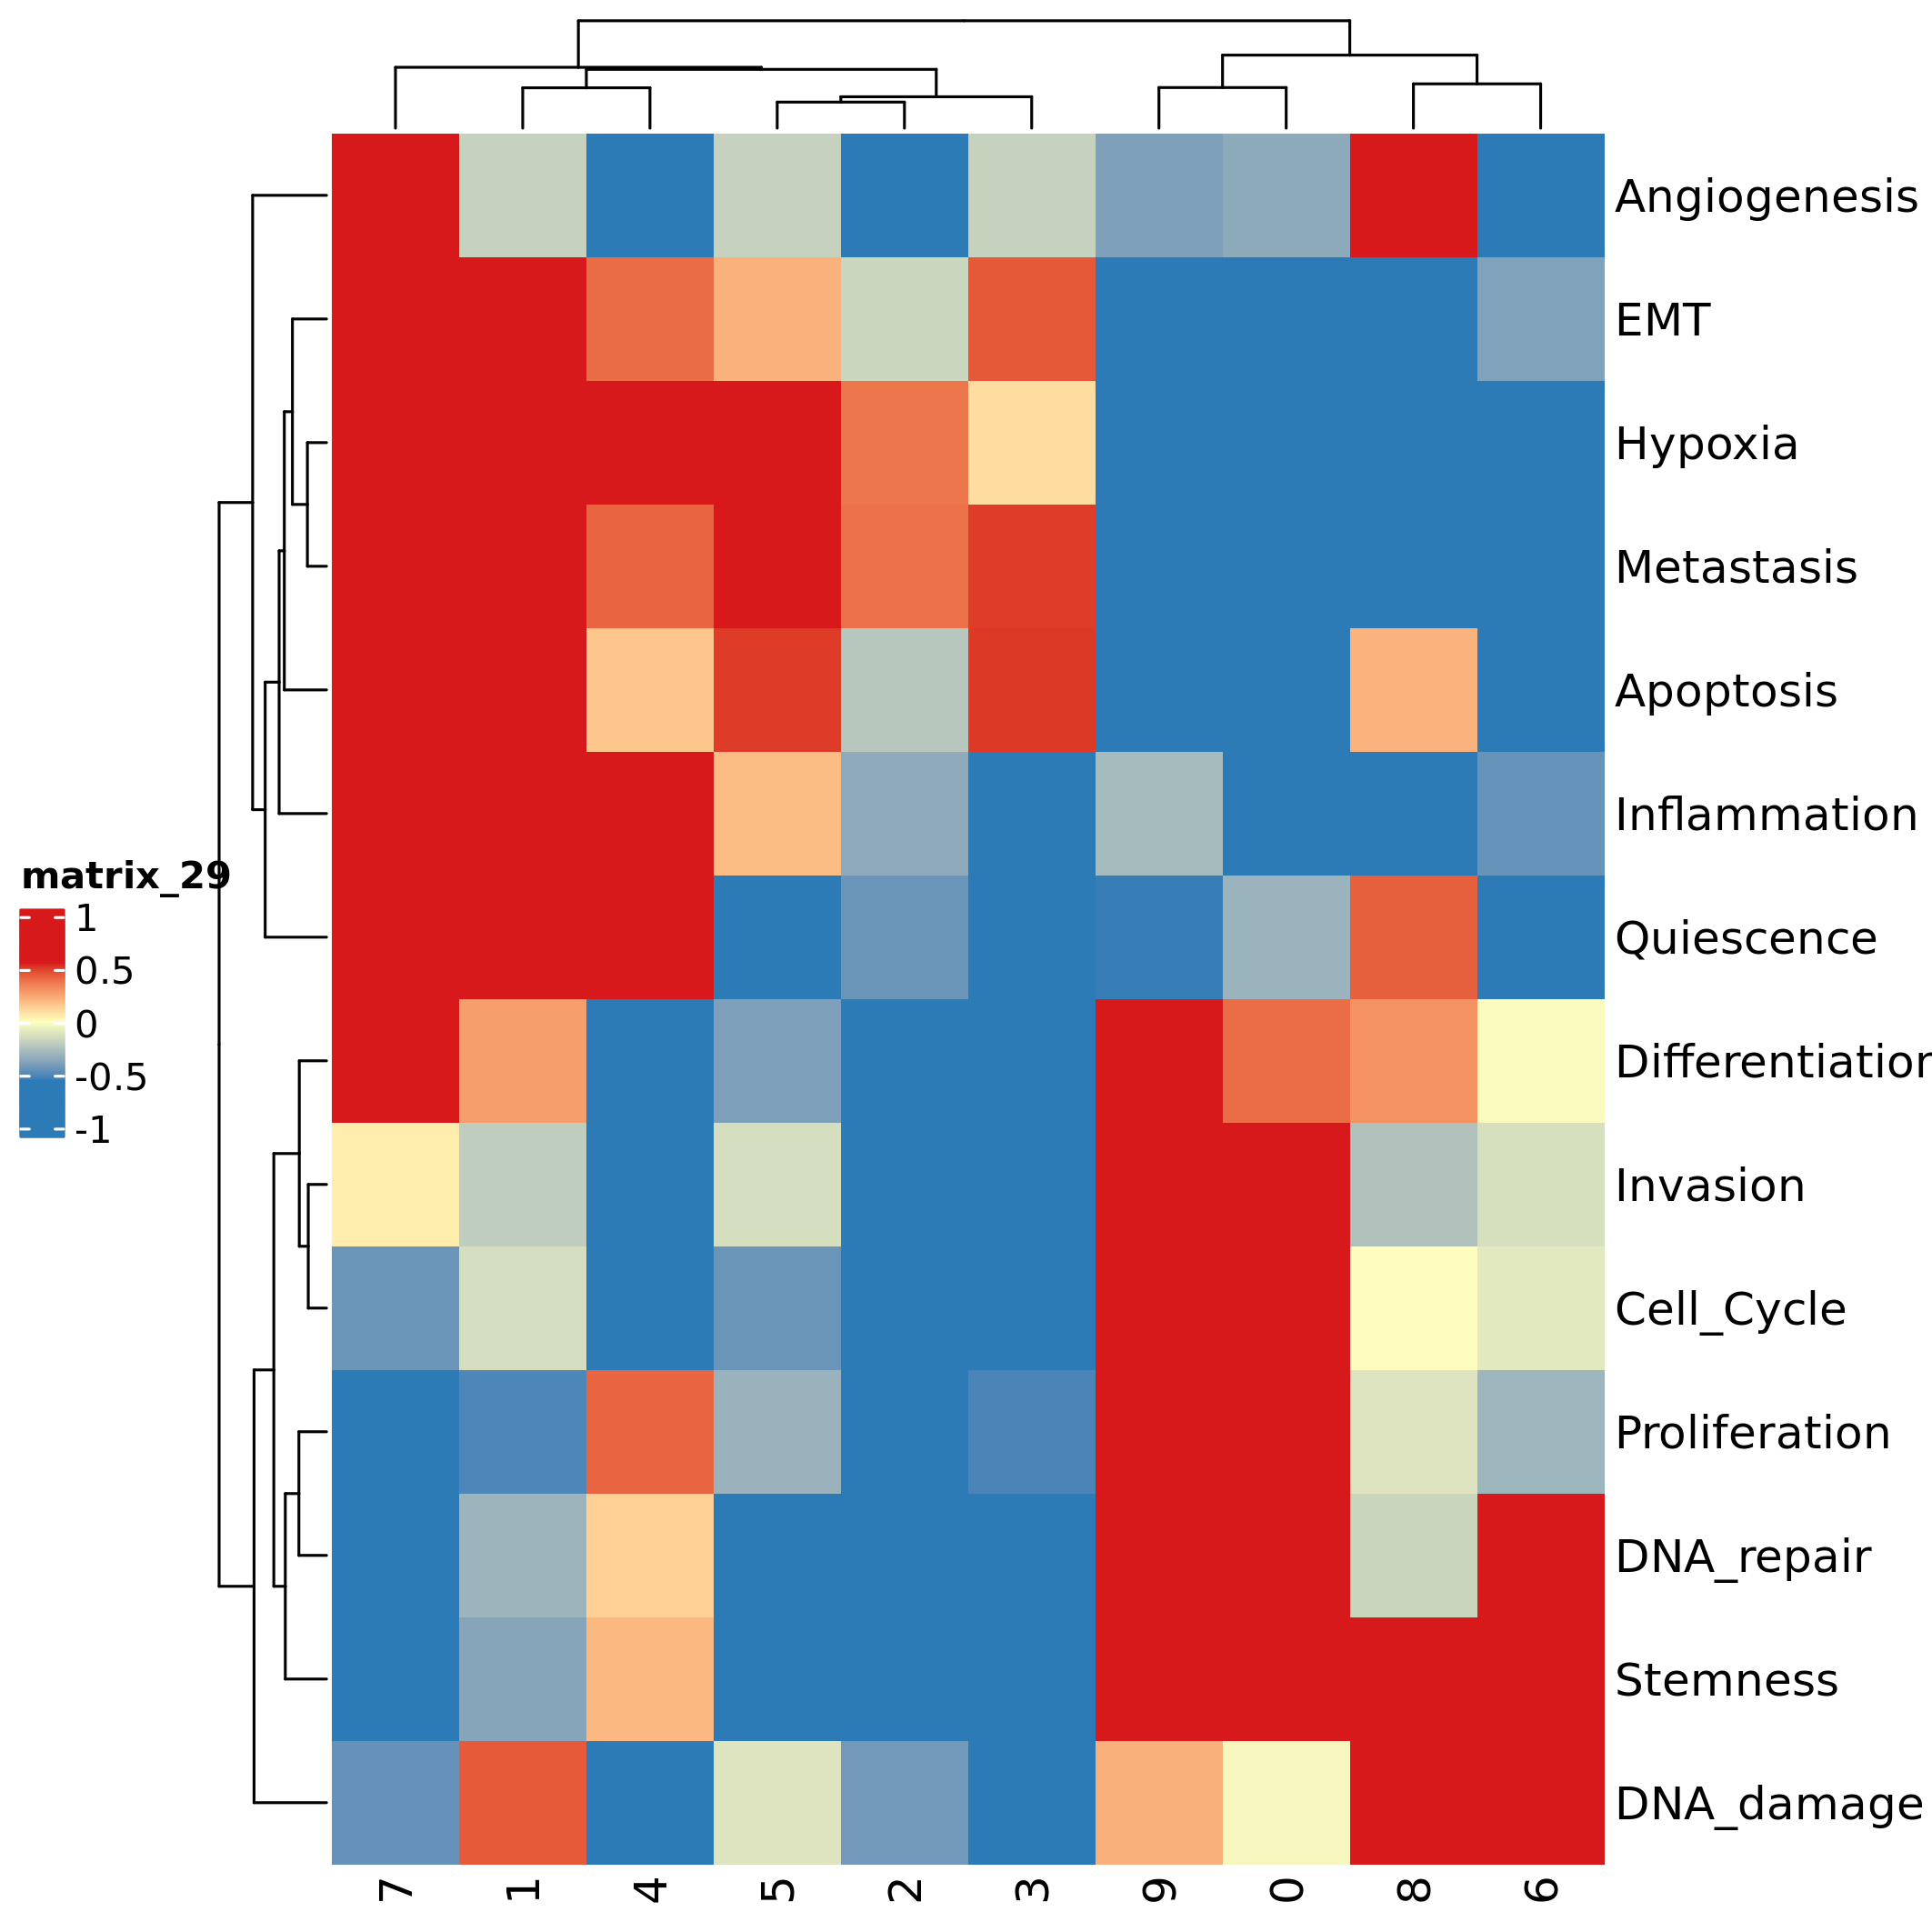 Angiogenesis
EMT
Hypoxia
Metastasis
Apoptosis
Inflammation
Quiescence
Differentiation
Invasion
Cell_Cycle
Proliferation
DNA_repair
Stemness
DNA_damage
matrix_29
1
0.5
0
-0.5
-1
7 1 4 5 2 3 9 0 8 6